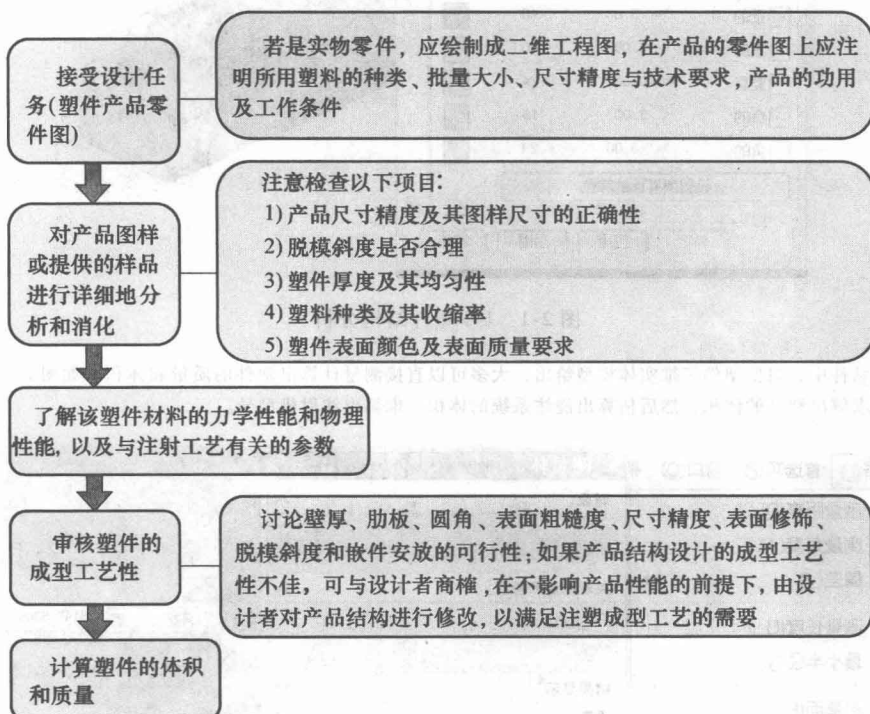 接受设计任
务(塑件产品零
件图)
若是实物零件，应绘制成二维工程图，在产品的零件图上应注
明所用塑料的种类、批量大小、尺寸精度与技术要求，产品的功用
及工作条件
对产品图样
或提供的样品
进行详细地分
析和消化
注意检查以下项目:
1)产品尺寸精度及其图样尺寸的正确性
2)脱模斜度是否合理
3)塑件厚度及其均匀性
4)塑料种类及其收缩率
5)塑件表面颜色及表面质量要求
了解该塑件材料的力学性能和物理
性能，以及与注射工艺有关的参数
审核塑件的
成型工艺性
讨论壁厚、肋板、圆角、表面粗糙度、尺寸精度、表面修饰、
脱模斜度和嵌件安放的可行性；如果产品结构设计的成型工艺
性不佳，可与设计者商榷，在不影响产品性能的前提下，由设
计者对产品结构进行修改，以满足注塑成型工艺的需要
计算塑件的体积
和质量